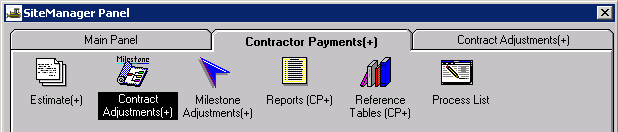 SiteManager Panel
Main Panel
Contractor Payments(+)
Contract Adjustments(+)
Milestone
Estimate(+)
Contract
Adjustments(+)
Milestone
Adjustments(+)
Reports (CP+)
Reference
Tables (CP+)
Process List